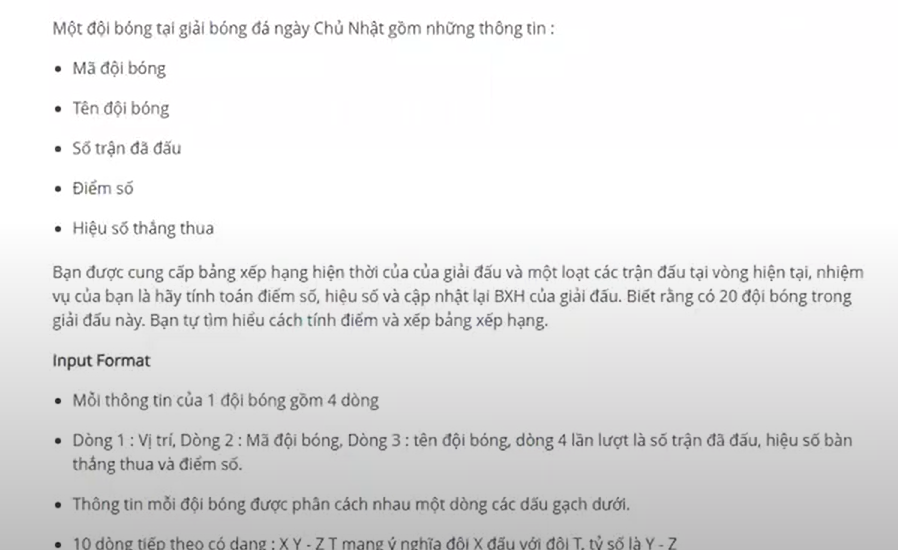 Một đội bóng tại giải bóng đá ngày Chủ Nhật gồm những thông tin :
• Mã đội bóng
• Tên đội bóng
• Số trận đã đấu
• Điểm số
• Hiệu số thắng thua
Bạn được cung cấp bảng xếp hạng hiện thời của của giải đấu và một loạt các trận đấu tại vòng hiện tại, nhiệm
vụ của bạn là hãy tính toán điểm số, hiệu số và cập nhật lại BXH của giải đấu. Biết rằng có 20 đội bóng trong
giải đấu này. Bạn tự tìm hiểu cách tính điểm và xếp bảng xếp hạng.
Input Format
• Mỗi thông tin của 1 đội bóng gồm 4 dòng
• Dòng 1 : Vị trí, Dòng 2 : Mã đội bóng, Dòng 3 : tên đội bóng, dòng 4 lần lượt là số trận đã đấu, hiệu số bàn
thắng thua và điểm số.
• Thông tin mỗi đội bóng được phân cách nhau một dòng các dấu gạch dưới.
• 10 dòng tiếp theo có dạng : X Y - Z T mang ý nghĩa đội X đấu với đội T, tỷ số là Y - Z